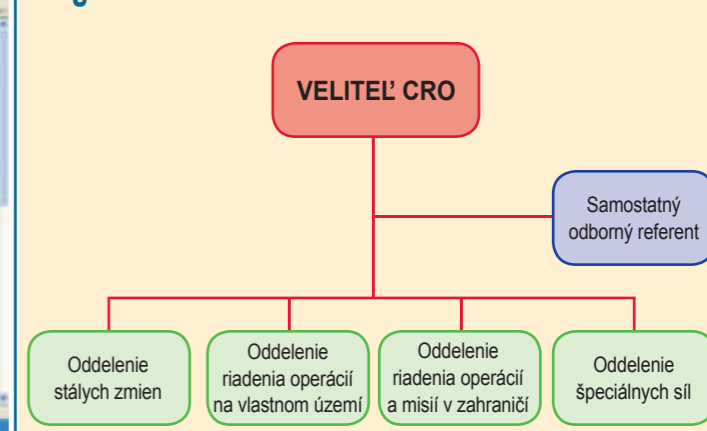 VELITEĽ CRO
Samostatný
odborný referent
Oddelenie
stálych zmien
Oddelenie
riadenia operácií
na vlastnom území
Oddelenie
riadenia operácií
a misií v zahraničí
Oddelenie
špeciálnych síl